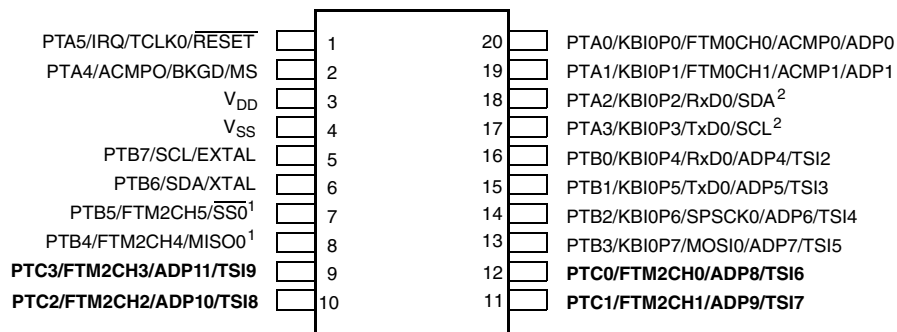 PTA5/IRQ/TCLK0/RESET 1 20 PTA0/KBI0P0/FTM0CH0/ACMP0/ADP0
PTA4/ACMPO/BKGD/MS 2 19 PTA1/KBI0P1/FTM0CH1/ACMP1/ADP1
VDD 3 18 PTA2/KBI0P2/RxD0/SDA²
VSS 4 17 PTA3/KBI0P3/TxD0/SCL²
PTB7/SCL/EXTAL 5 16 PTB0/KBI0P4/RxD0/ADP4/TSI2
PTB6/SDA/XTAL 6 15 PTB1/KBI0P5/TxD0/ADP5/TSI3
PTB5/FTM2CH5/SS0¹ 7 14 PTB2/KBI0P6/SPSCK0/ADP6/TSI4
PTB4/FTM2CH4/MISO0¹ 8 13 PTB3/KBI0P7/MOSI0/ADP7/TSI5
PTC3/FTM2CH3/ADP11/TSI9 9 12 PTC0/FTM2CH0/ADP8/TSI6
PTC2/FTM2CH2/ADP10/TSI8 10 11 PTC1/FTM2CH1/ADP9/TSI7